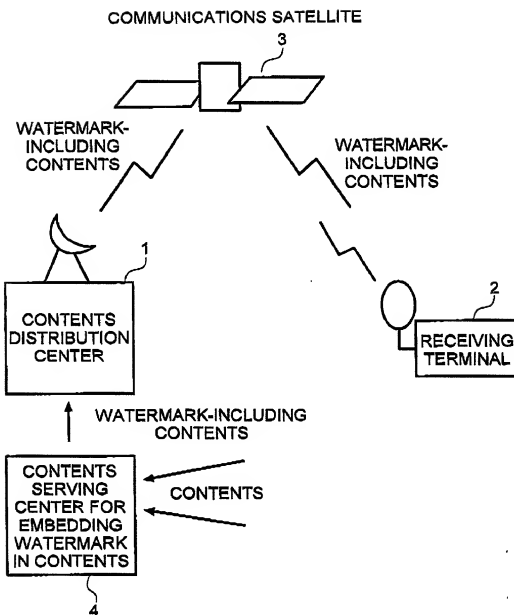 COMMUNICATIONS SATELLITE
3
WATERMARK-
INCLUDING
CONTENTS
WATERMARK-
INCLUDING
CONTENTS
1
CONTENTS
DISTRIBUTION
CENTER
2
RECEIVING
TERMINAL
WATERMARK-INCLUDING
CONTENTS
CONTENTS
SERVING
CENTER FOR
EMBEDDING
WATERMARK
IN CONTENTS
CONTENTS
4